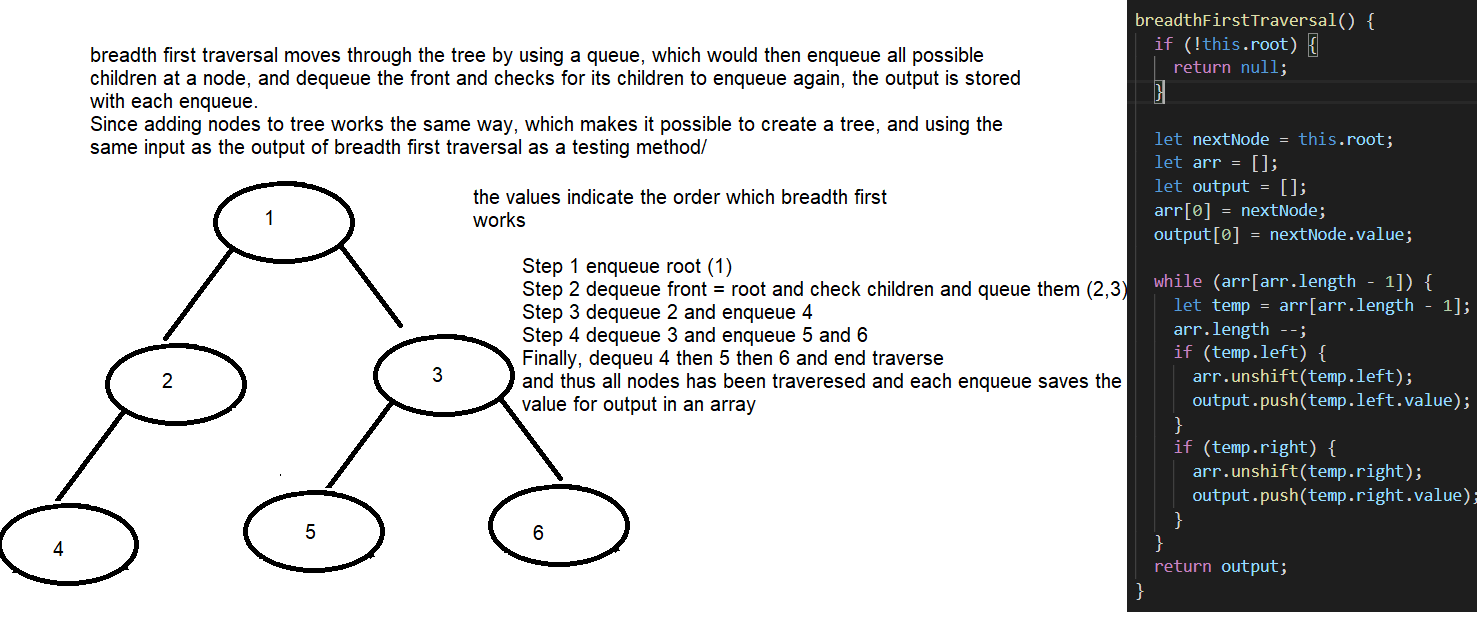 breadth first traversal moves through the tree by using a queue, which would then enqueue all possible
children at a node, and dequeue the front and checks for its children to enqueue again, the output is stored
with each enqueue.
Since adding nodes to tree works the same way, which makes it possible to create a tree, and using the
same input as the output of breadth first traversal as a testing method/
the values indicate the order which breadth first
works
1
Step 1 enqueue root (1)
Step 2 dequeue front = root and check children and queue them (2,3)
Step 3 dequeue 2 and enqueue 4
Step 4 dequeue 3 and enqueue 5 and 6
Finally, dequeu 4 then 5 then 6 and end traverse
and thus all nodes has been traveresed and each enqueue saves the
value for output in an array
2
3
4
5
6
breadthFirstTraversal() {
if (!this.root) {
return null;
}
let nextNode = this.root;
let arr = [];
let output = [];
arr[0] = nextNode;
output[0] = nextNode.value;
while (arr[arr.length - 1]) {
let temp = arr[arr.length - 1];
arr.length --;
if (temp.left) {
arr.unshift(temp.left);
output.push(temp.left.value);
}
if (temp.right) {
arr.unshift(temp.right);
output.push(temp.right.value);
}
}
return output;
}